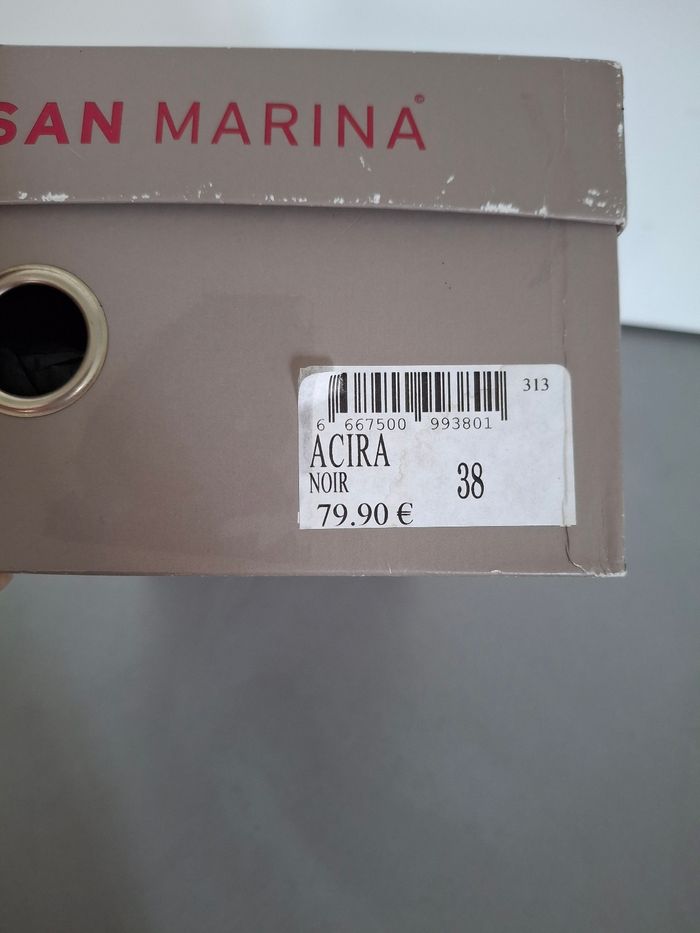 SAN MARINA®
313
6 667500 993801
ACIRA
NOIR
38
79.90 €